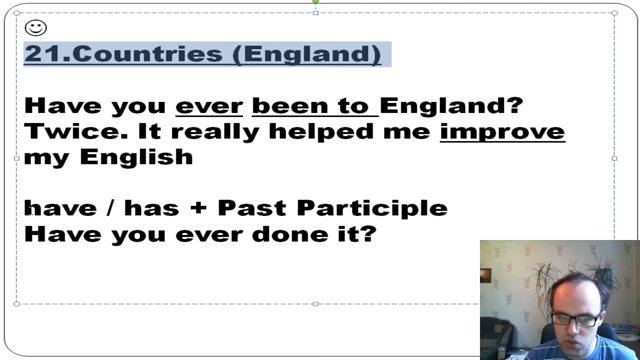 21.Countries (England)
Have you ever been to England?
Twice. It really helped me improve
my English
have / has + Past Participle
Have you ever done it?